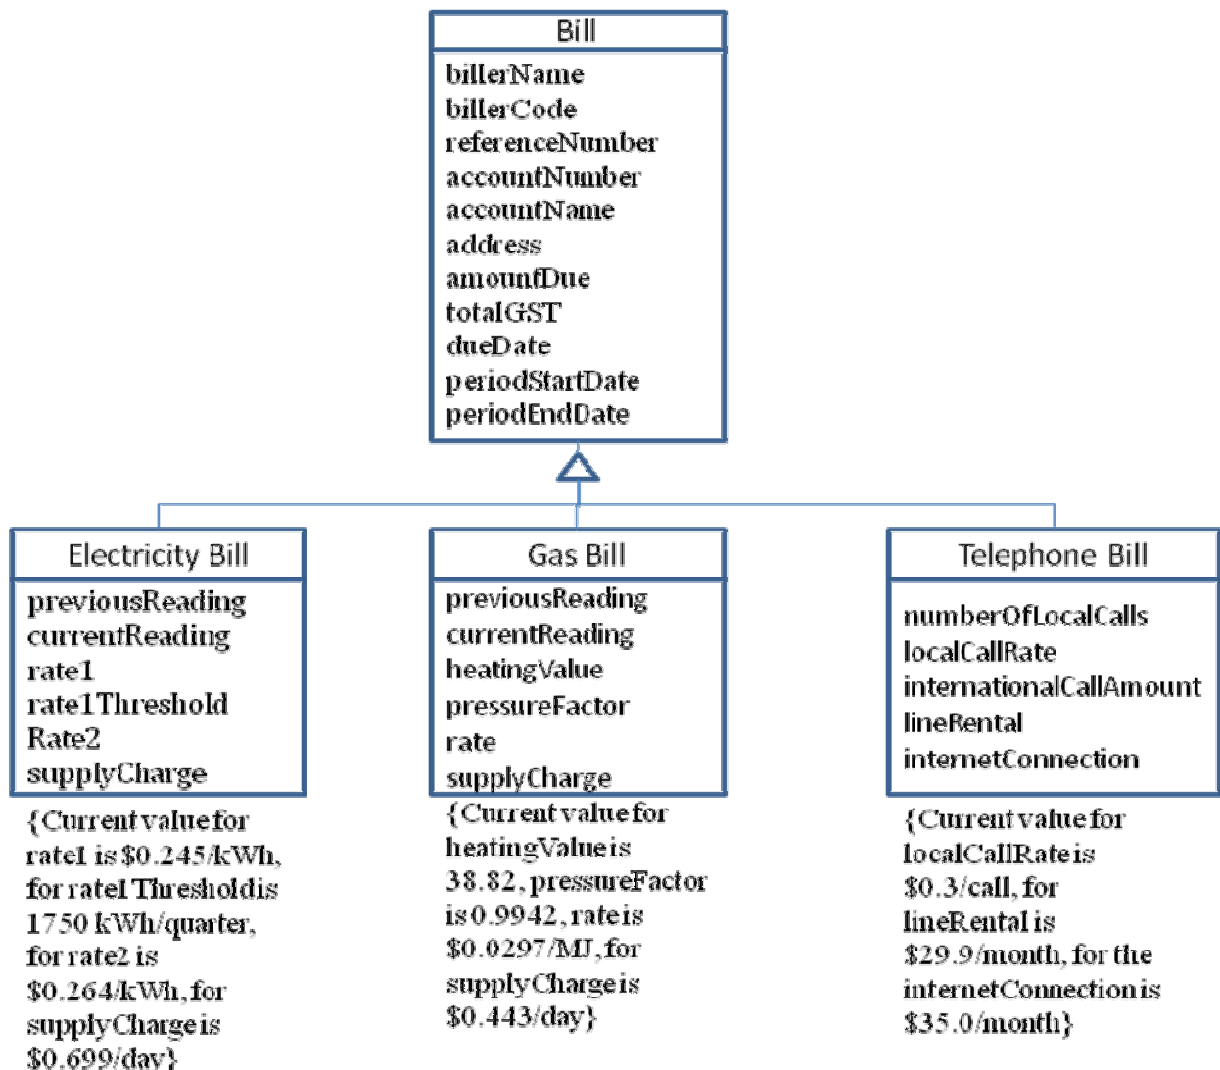 Bill
billerName
billerCode
referenceNumber
accountNumber
accountName
address
amountDue
totalGST
dueDate
periodStartDate
periodEndDate
Electricity Bill
previousReading
currentReading
rate1
rate1Threshold
Rate2
supplyCharge
{Current value for
rate1 is $0.245/kWh,
for rate1Threshold is
1750 kWh/quarter,
for rate2 is
$0.264/kWh, for
supplyCharge is
$0.699/day}
Gas Bill
previousReading
currentReading
heatingValue
pressureFactor
rate
supplyCharge
{Current value for
heatingValue is
38.82, pressureFactor
is 0.9942, rate is
$0.0297/MJ, for
supplyCharge is
$0.443/day}
Telephone Bill
numberOfLocalCalls
localCallRate
internationalCallAmount
lineRental
internetConnection
{Current value for
localCallRate is
$0.3/call, for
lineRental is
$29.9/month, for the
internetConnection is
$35.0/month}